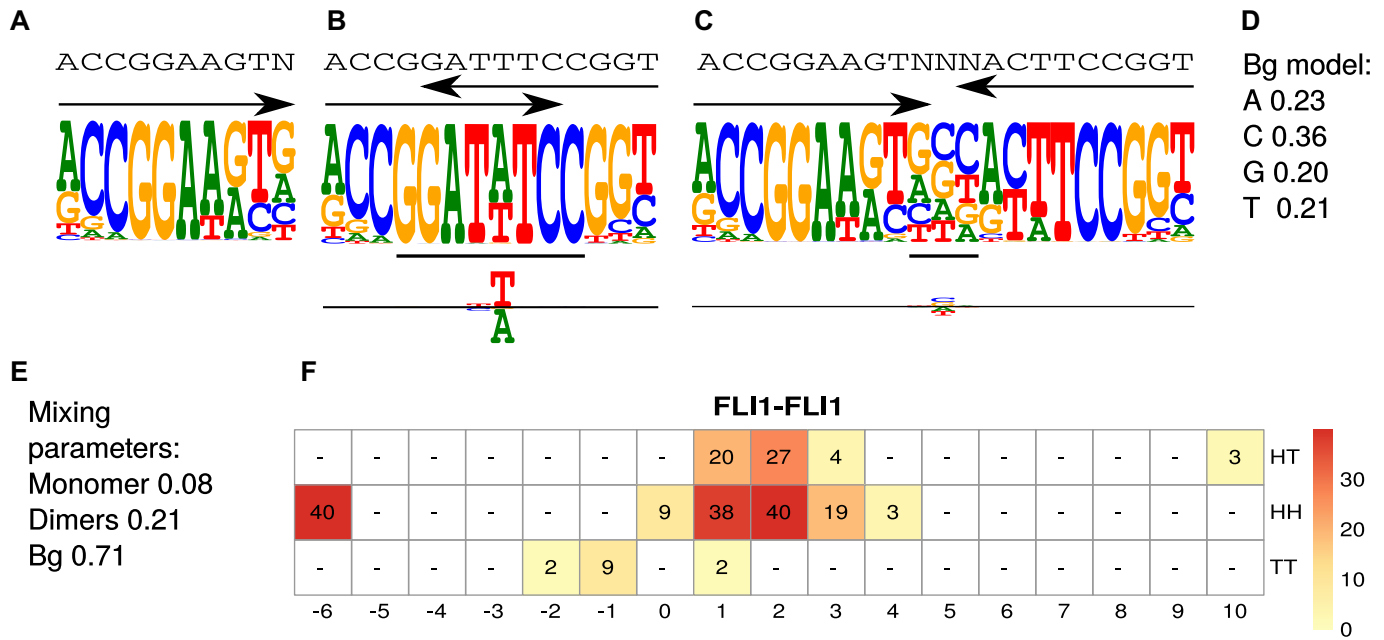 A
B
C
D
ACCGGAAGTN
ACCGGATTTCCGGT
ACCGGAAGTNNNACTTCCGGT
Bg model:
A 0.23
C 0.36
G 0.20
T 0.21
E
Mixing
parameters:
Monomer 0.08
Dimers 0.21
Bg 0.71
F
FLI1-FLI1
- - - - - - - 20 27 4 - - - - - - 3 HT
40 - - - - - 9 38 40 19 3 - - - - - - HH
- - - - 2 9 - 2 - - - - - - - - - TT
-6 -5 -4 -3 -2 -1 0 1 2 3 4 5 6 7 8 9 10
30
20
10
0